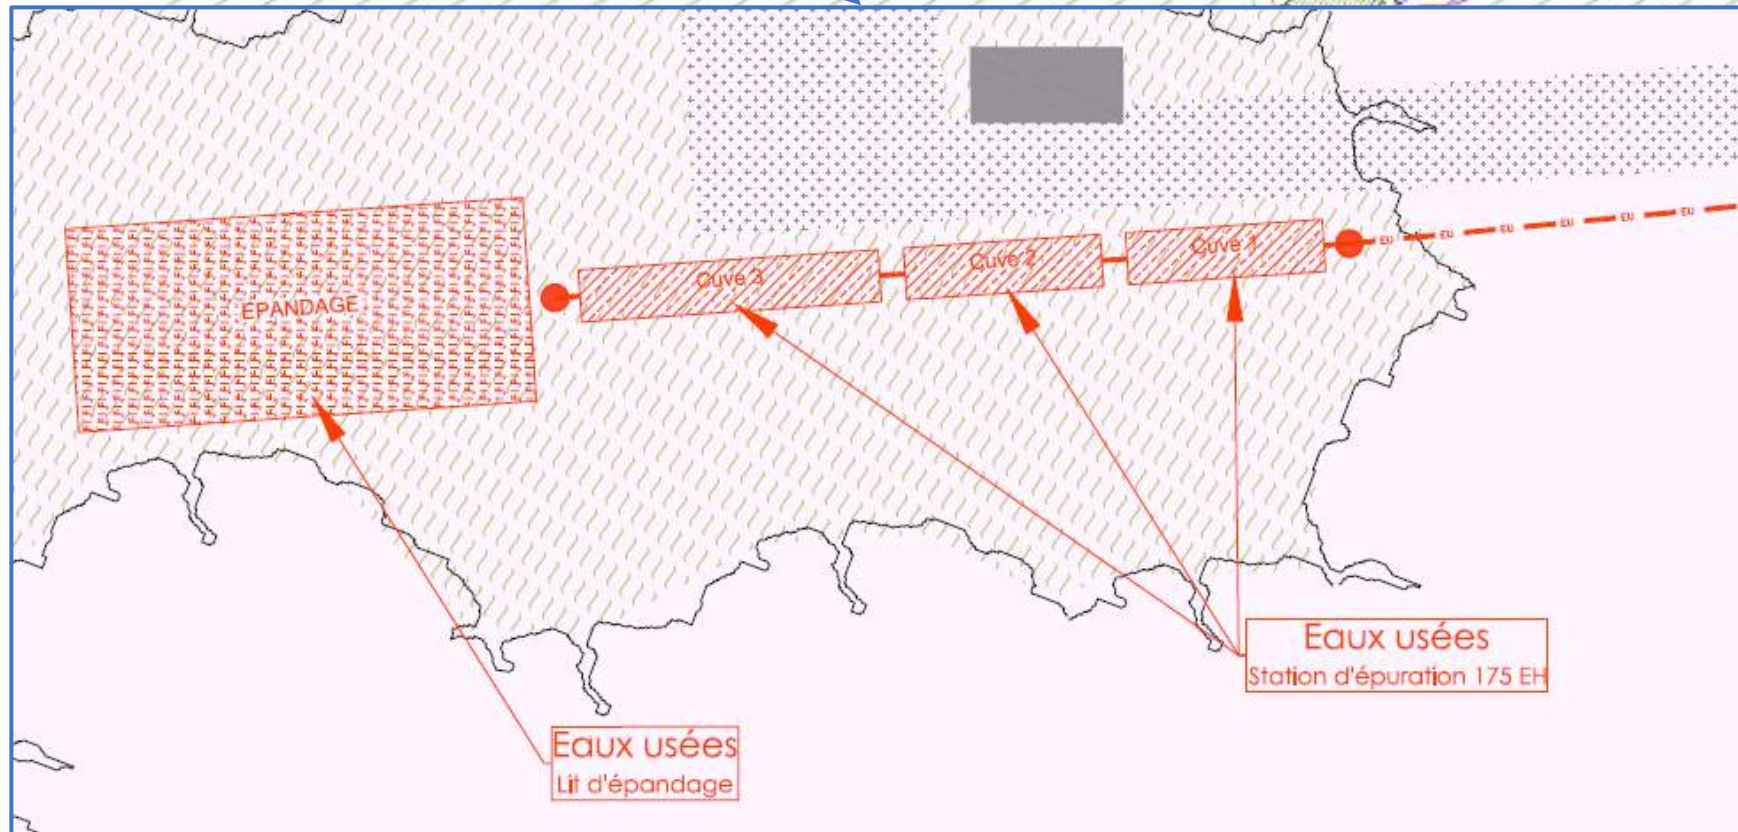 EU EU EU EU EU EU
Cuve 1
Cuve 2
Cuve 3
EPANDAGE
Eaux usées
Station d'épuration 175 EH
Eaux usées
Lit d'épandage